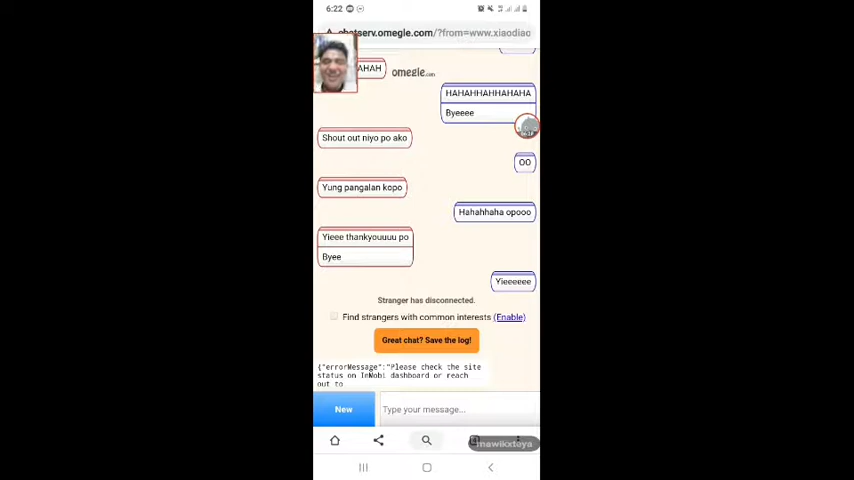 6:22
chatserv.omegle.com/?from=www.xiaodiao
AHAH
omegle.com
HAHAHHAHHAHAHA
Byeeee
Shout out niyo po ako
OO
Yung pangalan kopo
Hahahhaha opooo
Yieee thankyouuuu po
Byee
Yieeeeee
Stranger has disconnected.
Find strangers with common interests (Enable)
Great chat? Save the log!
{"errorMessage":"Please check the site
status on InMobi dashboard or reach
out to
New
Type your message...